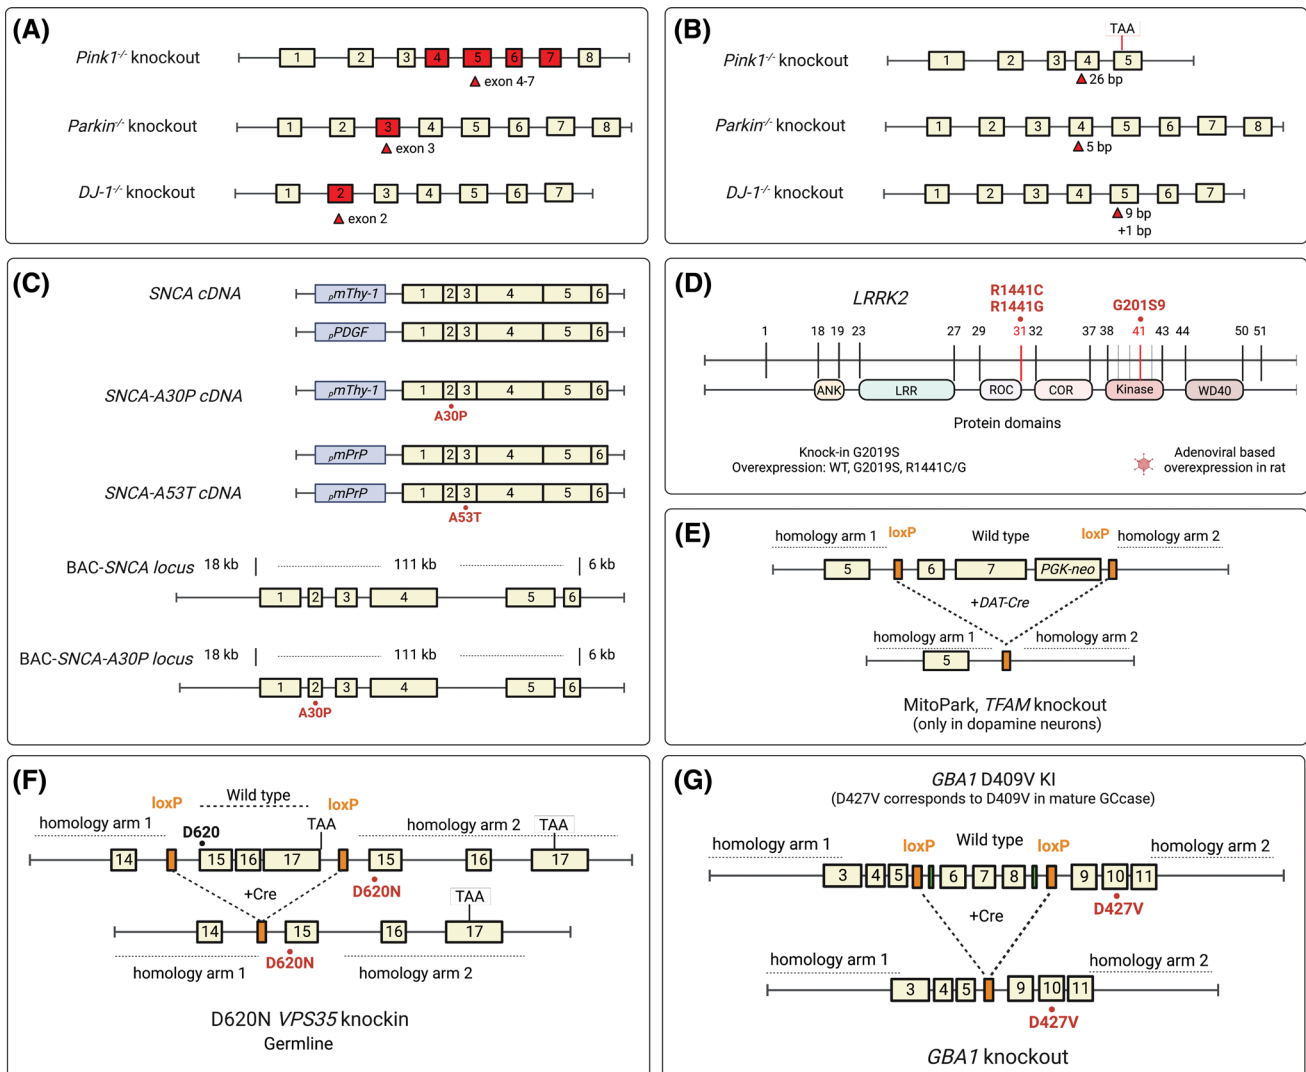 (A)
Pink1-/- knockout
1 2 3 4 5 6 7 8
exon 4-7
Parkin-/- knockout
1 2 3 4 5 6 7 8
exon 3
DJ-1-/- knockout
1 2 3 4 5 6 7
exon 2
(B)
TAA
Pink1-/- knockout
1 2 3 4 5
26 bp
Parkin-/- knockout
1 2 3 4 5 6 7 8
5 bp
DJ-1-/- knockout
1 2 3 4 5 6 7
9 bp
+1 bp
(C)
SNCA cDNA
pmThy-1 1 2 3 4 5 6
pPDGF 1 2 3 4 5 6
SNCA-A30P cDNA
pmThy-1 1 2 3 4 5 6
A30P
pmPrP 1 2 3 4 5 6
SNCA-A53T cDNA
pmPrP 1 2 3 4 5 6
A53T
BAC-SNCA locus 18 kb 111 kb 6 kb
1 2 3 4 5 6
BAC-SNCA-A30P locus 18 kb 111 kb 6 kb
1 2 3 4 5 6
A30P
(D)
LRRK2
R1441C
R1441G
G201S9
1 18 19 23 27 29 31 32 37 38 41 43 44 50 51
ANK LRR ROC COR Kinase WD40
Protein domains
Knock-in G2019S
Overexpression: WT, G2019S, R1441C/G
Adenoviral based
overexpression in rat
(E)
homology arm 1 loxP Wild type loxP homology arm 2
5 6 7 PGK-neo
+DAT-Cre
homology arm 1 homology arm 2
5
MitoPark, TFAM knockout
(only in dopamine neurons)
(F)
loxP Wild type loxP
homology arm 1 D620 TAA homology arm 2 TAA
14 15 16 17 15 16 17
D620N
+Cre
TAA
14 15 16 17
D620N
homology arm 1 homology arm 2
D620N VPS35 knockin
Germline
(G)
GBA1 D409V KI
(D427V corresponds to D409V in mature GCcase)
homology arm 1 loxP Wild type loxP homology arm 2
3 4 5 6 7 8 9 10 11
D427V
+Cre
homology arm 1 homology arm 2
3 4 5 9 10 11
D427V
GBA1 knockout